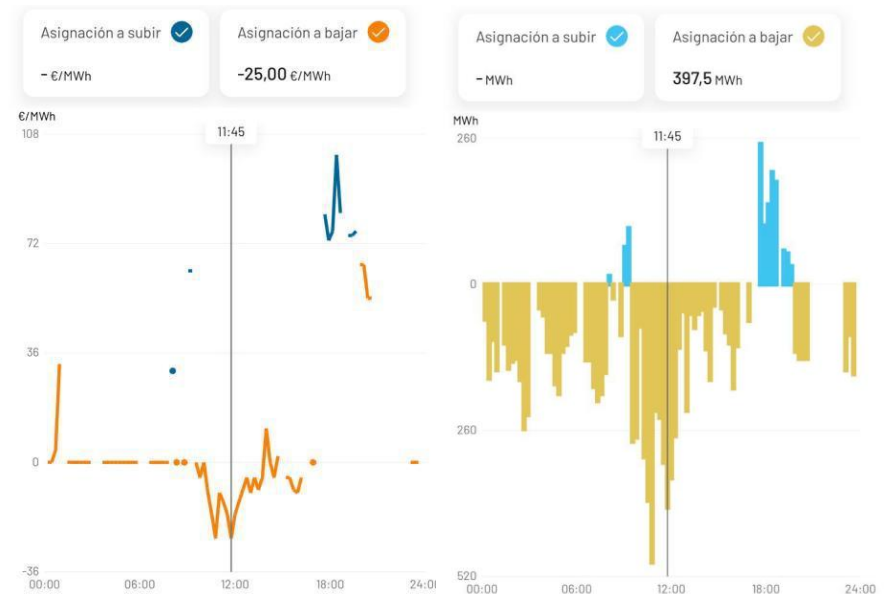 Asignación a subir
Asignación a bajar
- €/MWh
-25,00 €/MWh
€/MWh
108
11:45
72
36
0
-36
00:00
06:00
12:00
18:00
24:0
Asignación a subir
Asignación a bajar
- MWh
397,5 MWh
MWh
260
11:45
0
260
520
00:00
06:00
12:00
18:00
24:00